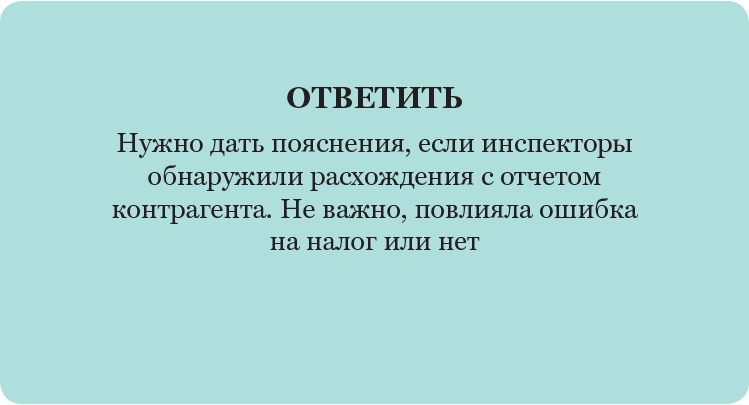 ОТВЕТИТЬ
Нужно дать пояснения, если инспекторы
обнаружили расхождения с отчетом
контрагента. Не важно, повлияла ошибка
на налог или нет